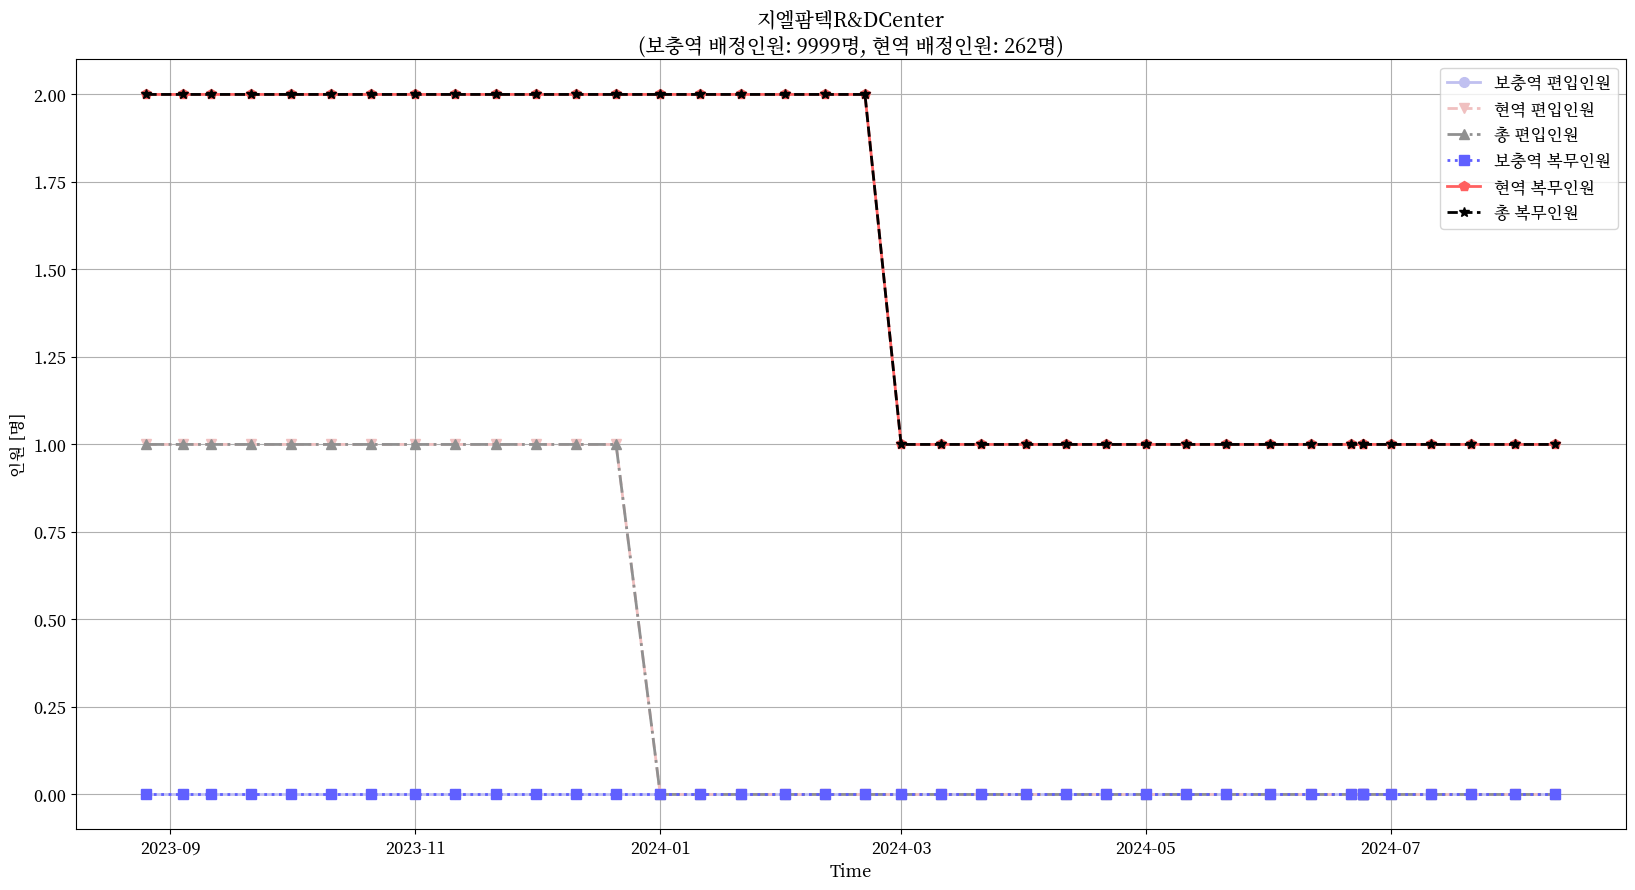 지엘팜텍R&DCenter
(보충역 배정인원: 9999명, 현역 배정인원: 262명)
보충역 편입인원
현역 편입인원
총 편입인원
보충역 복무인원
현역 복무인원
총 복무인원
2.00
1.75
1.50
1.25
1.00
0.75
0.50
0.25
0.00
인원 [명]
2023-09
2023-11
2024-01
2024-03
2024-05
2024-07
Time